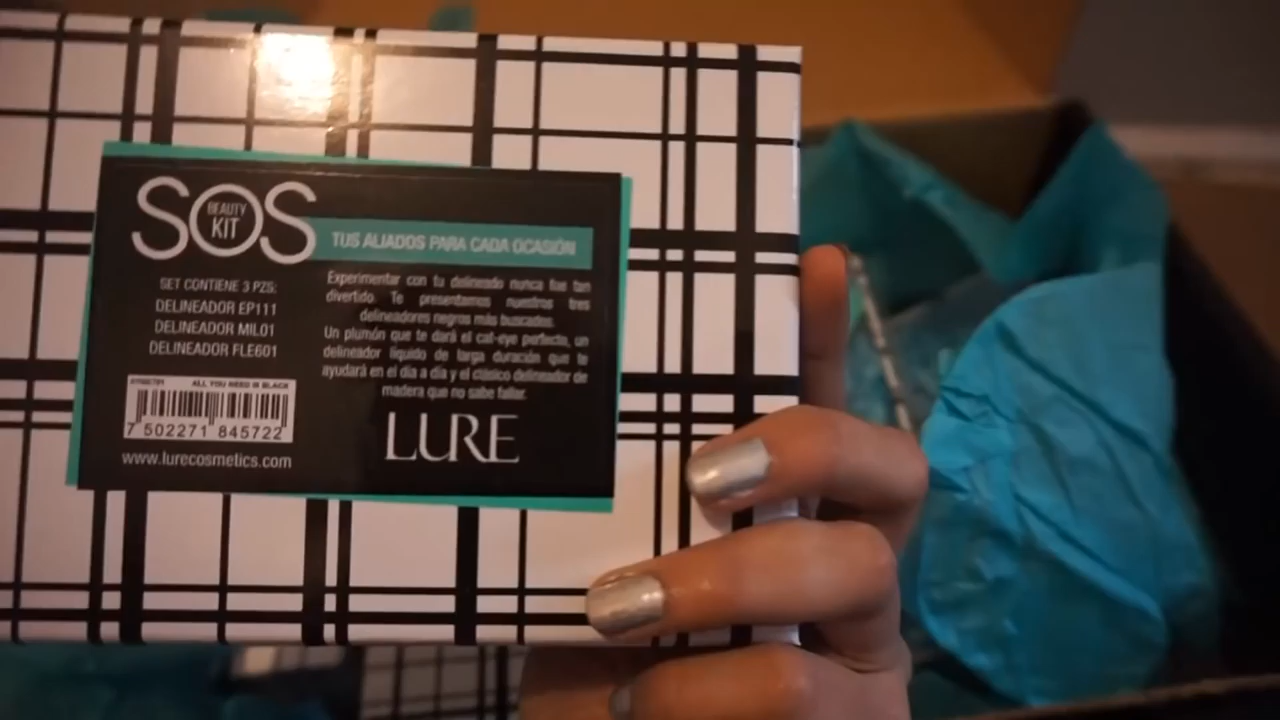 SOS
BEAUTY
KIT
TUS ALIADOS PARA CADA OCASIÓN
SET CONTIENE 3 PZS:
DELINEADOR EP111
DELINEADOR MIL01
DELINEADOR FLE601
Experimentar con tu delineado nunca fue tan
divertido. Te presentamos nuestros tres
delineadores negros más buscados.
Un plumón que te dará el cat-eye perfecto, un
delineador líquido de larga duración que te
ayudará en el día a día y el clásico delineador de
madera que no sabe fallar.
ALL YOU NEED IS BLACK
7 502271 845722
www.lurecosmetics.com
LURE